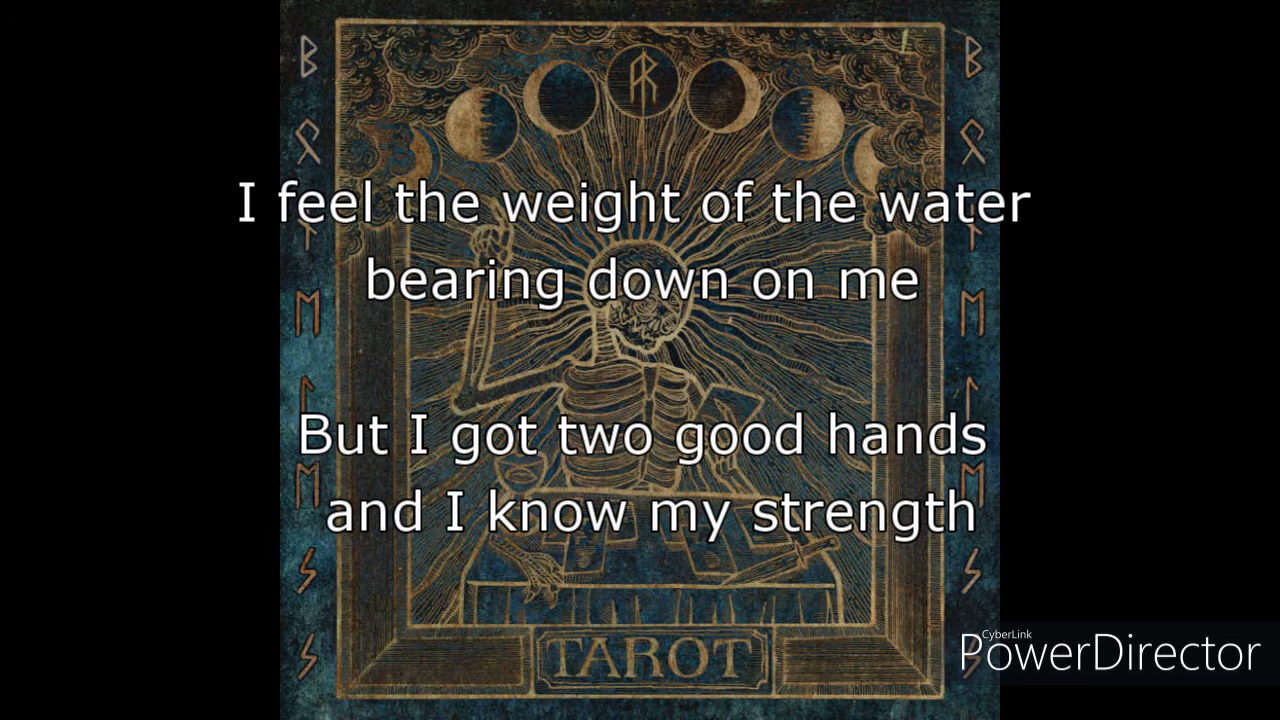 I feel the weight of the water
bearing down on me
But I got two good hands
and I know my strength
TAROT
CyberLink
PowerDirector
ᛒ
ᛟ
ᚾ
ᛖ
ᛚ
ᛖ
ᛊ
ᛊ
ᛒ
ᛟ
ᚾ
ᛖ
ᛚ
ᛖ
ᛊ